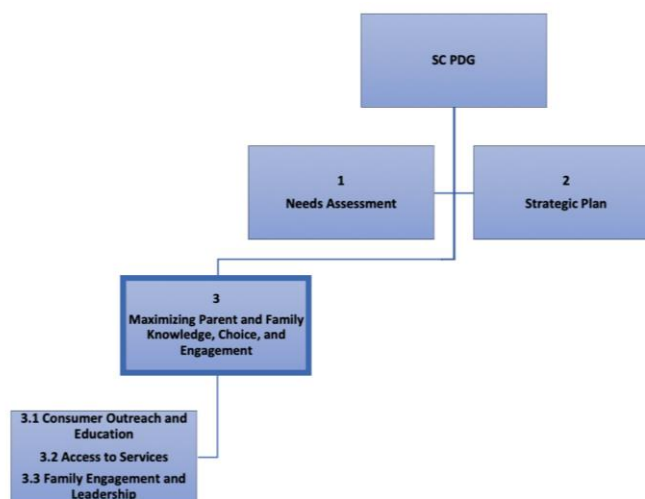 SC PDG
1
Needs Assessment
2
Strategic Plan
3
Maximizing Parent and Family
Knowledge, Choice, and
Engagement
3.1 Consumer Outreach and
Education
3.2 Access to Services
3.3 Family Engagement and
Leadership